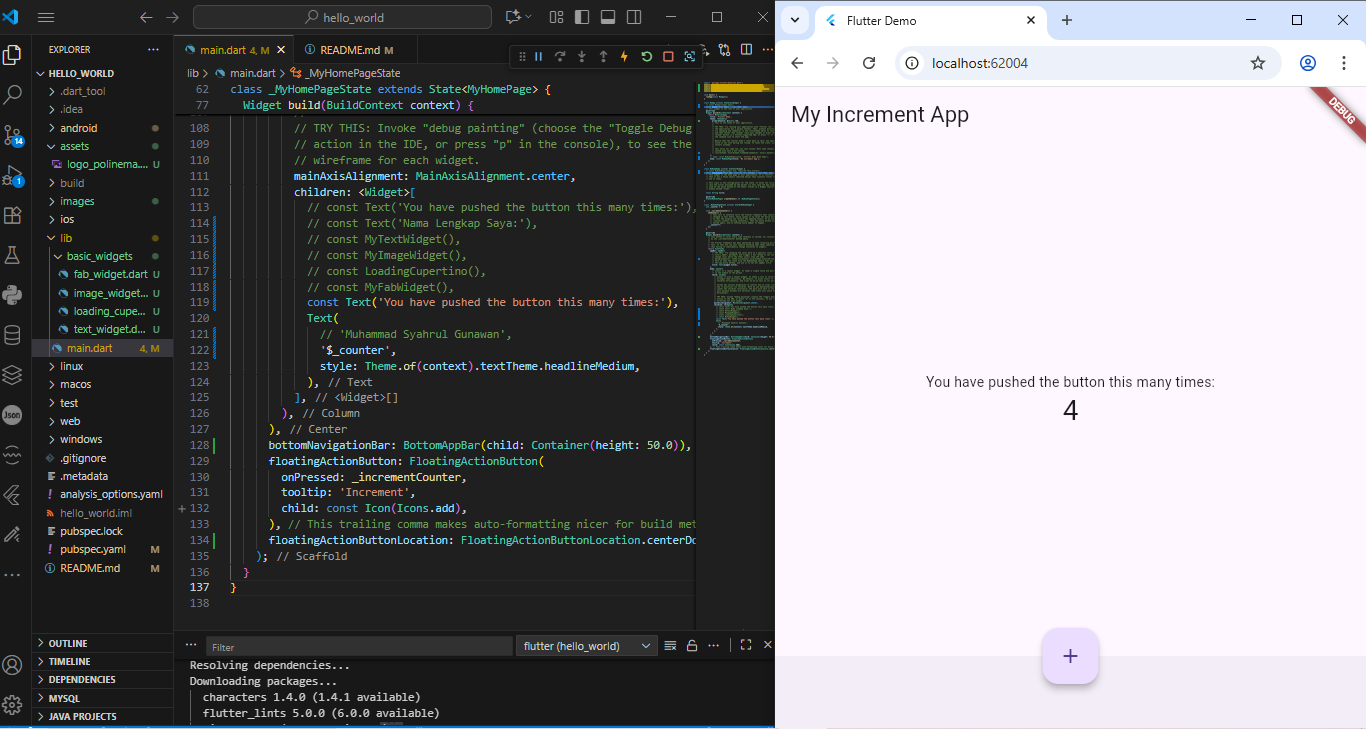 hello_world
14
1
Json
EXPLORER
HELLO_WORLD
.dart_tool
.idea
android
assets
logo_polinema.... U
build
images
ios
lib
basic_widgets
fab_widget.dart U
image_widget... U
loading_cupe... U
text_widget.d... U
main.dart 4, M
linux
macos
test
web
windows
.gitignore
.metadata
analysis_options.yaml
hello_world.iml
pubspec.lock
pubspec.yaml M
README.md M
OUTLINE
TIMELINE
DEPENDENCIES
MYSQL
JAVA PROJECTS
main.dart 4, M
README.md M
lib > main.dart > _MyHomePageState
62 class _MyHomePageState extends State<MyHomePage> {
77 Widget build(BuildContext context) {
108 // TRY THIS: Invoke "debug painting" (choose the "Toggle Debug
109 // action in the IDE, or press "p" in the console), to see the
110 // wireframe for each widget.
111 mainAxisAlignment: MainAxisAlignment.center,
112 children: <Widget>[
113 // const Text('You have pushed the button this many times:'),
114 // const Text('Nama Lengkap Saya:'),
115 // const MyTextWidget(),
116 // const MyImageWidget(),
117 // const LoadingCupertino(),
118 // const MyFabWidget(),
119 const Text('You have pushed the button this many times:'),
120 Text(
121 // 'Muhammad Syahrul Gunawan',
122 '$_counter',
123 style: Theme.of(context).textTheme.headlineMedium,
124 ), // Text
125 ], // <Widget>[]
126 ), // Column
127 ), // Center
128 bottomNavigationBar: BottomAppBar(child: Container(height: 50.0)),
129 floatingActionButton: FloatingActionButton(
130 onPressed: _incrementCounter,
131 tooltip: 'Increment',
132 child: const Icon(Icons.add),
133 ), // This trailing comma makes auto-formatting nicer for build met
134 floatingActionButtonLocation: FloatingActionButtonLocation.centerDo
135 ); // Scaffold
136 }
137 }
138
Filter
flutter (hello_world)
Resolving dependencies...
Downloading packages...
characters 1.4.0 (1.4.1 available)
flutter_lints 5.0.0 (6.0.0 available)
Flutter Demo
localhost:62004
My Increment App
DEBUG
You have pushed the button this many times:
4